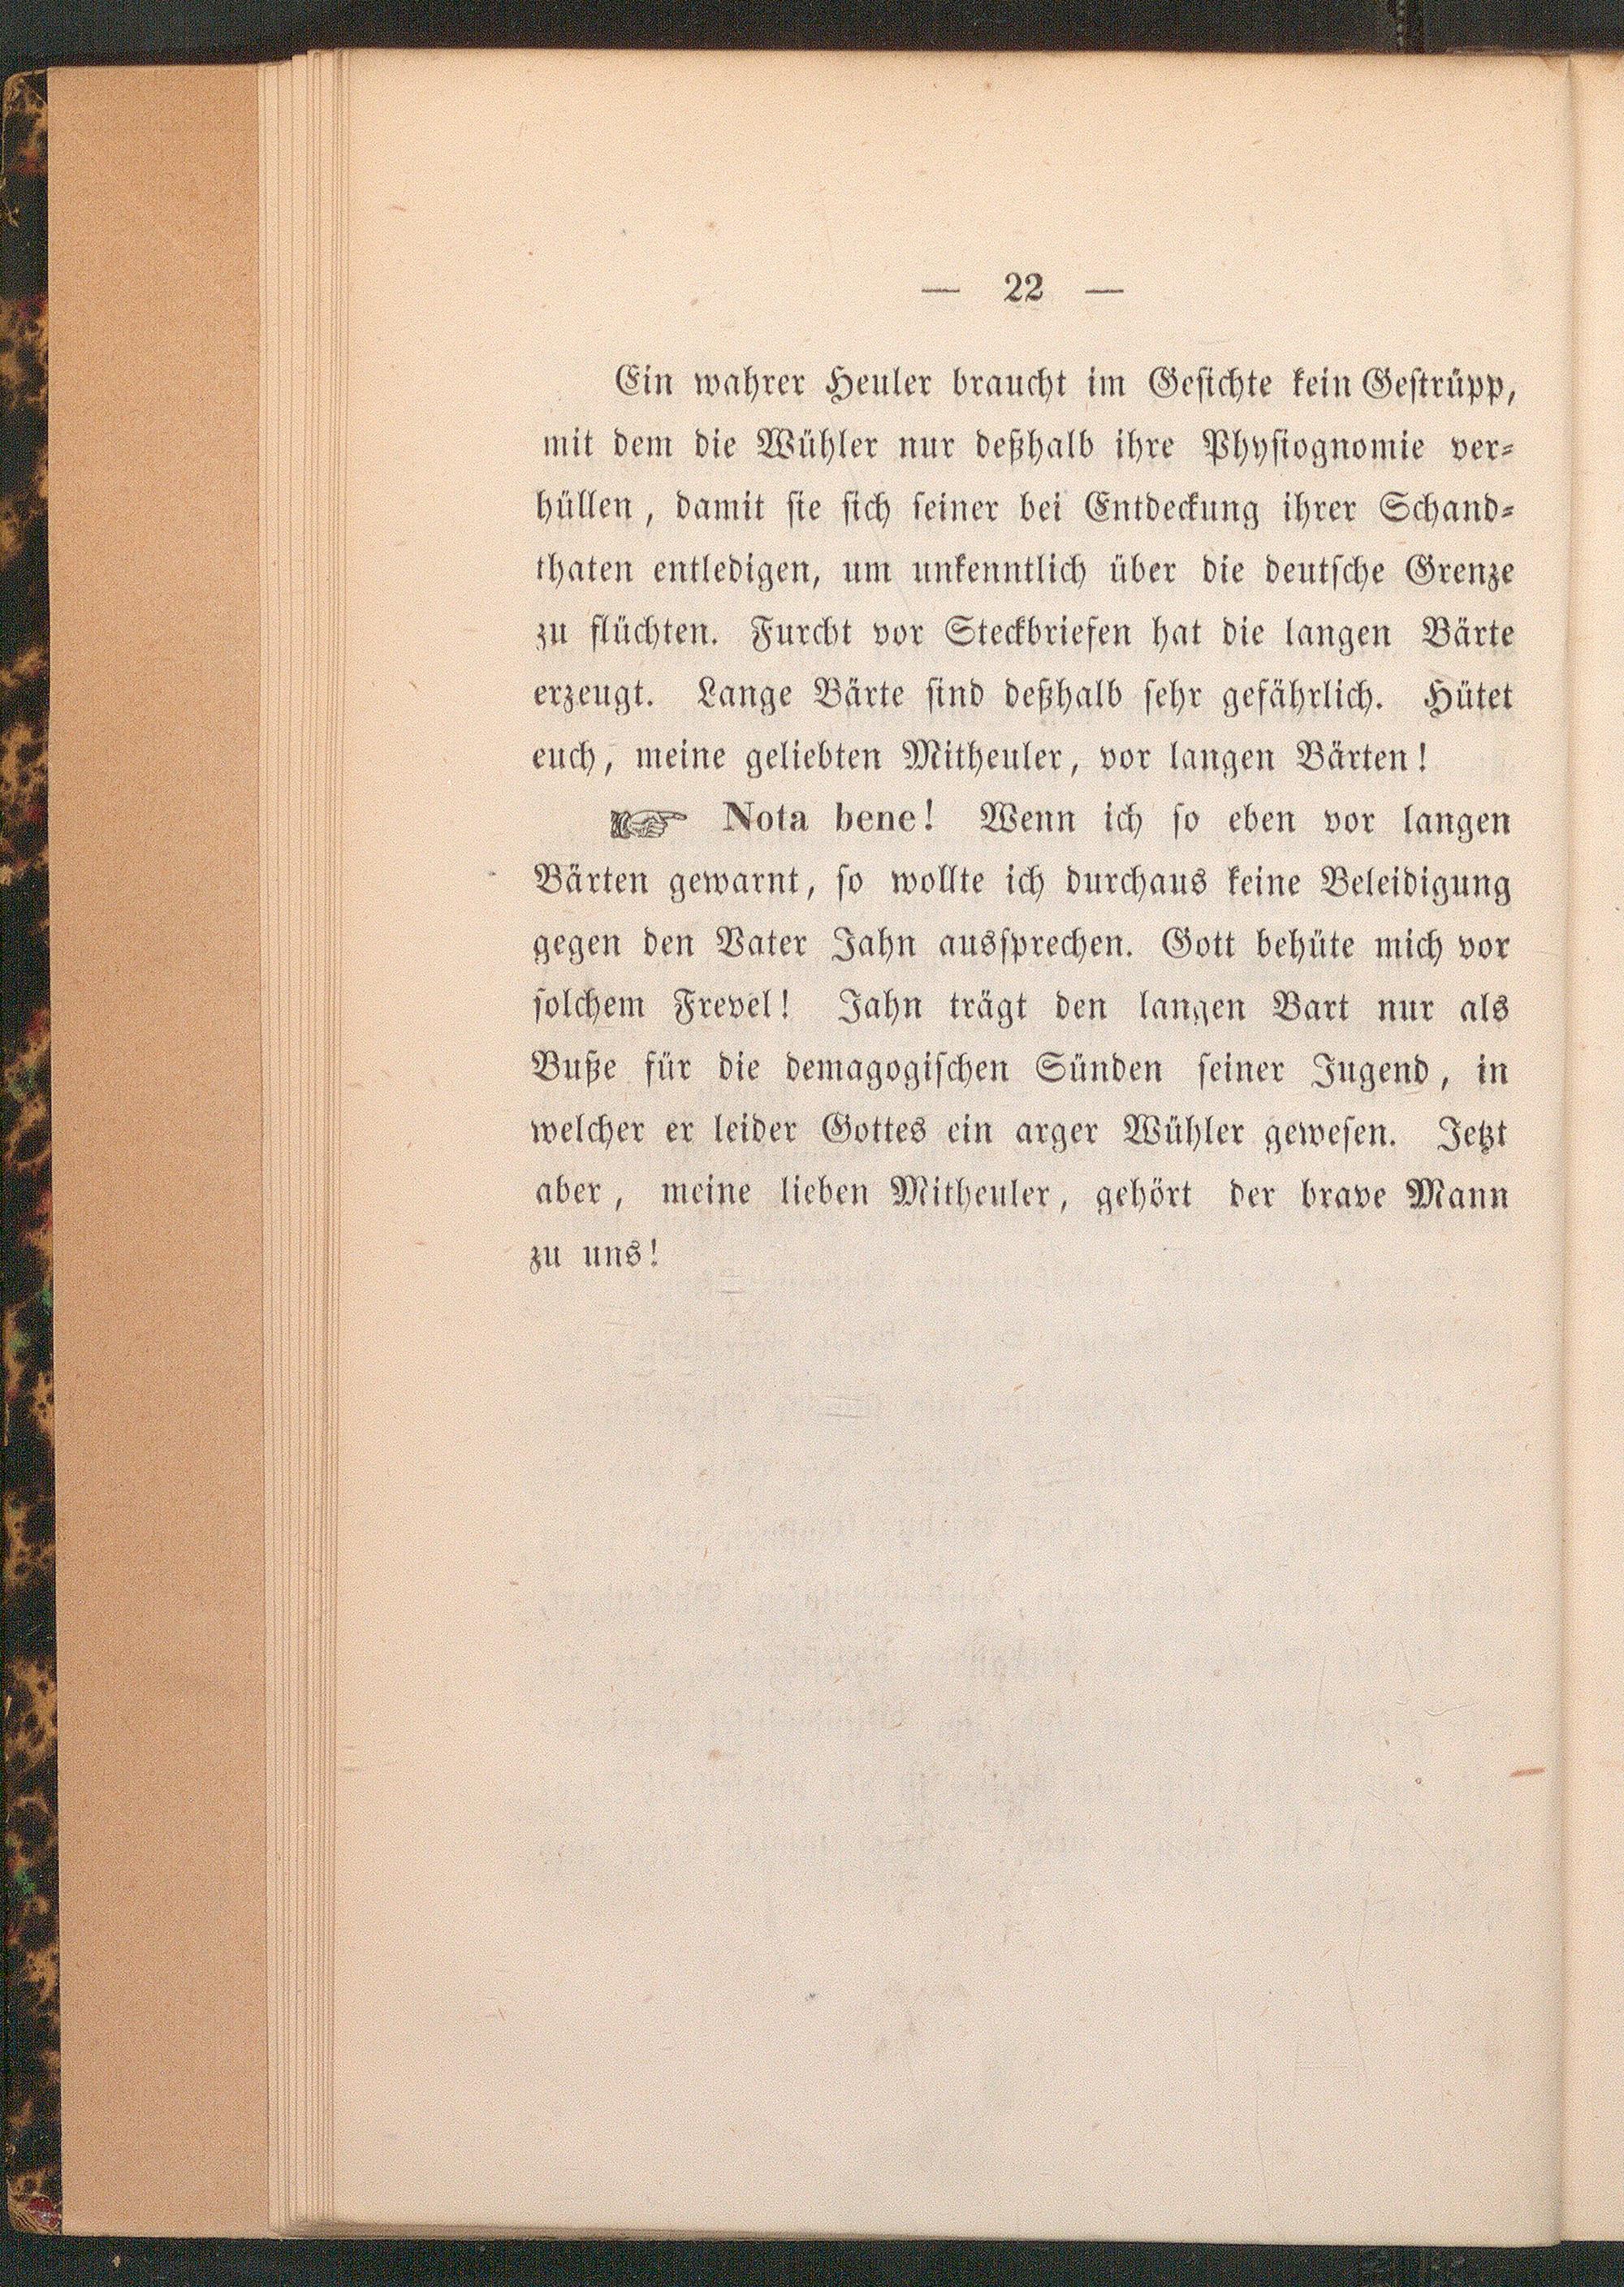 — 22 —
Ein wahrer Heuler braucht im Gesichte kein Gestrüpp,
mit dem die Wühler nur deßhalb ihre Physiognomie ver-
hüllen, damit sie sich seiner bei Entdeckung ihrer Schand-
thaten entledigen, um unkenntlich über die deutsche Grenze
zu flüchten. Furcht vor Steckbriefen hat die langen Bärte
erzeugt. Lange Bärte sind deßhalb sehr gefährlich. Hütet
euch, meine geliebten Mitheuler, vor langen Bärten!
☞ Nota bene! Wenn ich so eben vor langen
Bärten gewarnt, so wollte ich durchaus keine Beleidigung
gegen den Vater Jahn aussprechen. Gott behüte mich vor
solchem Frevel! Jahn trägt den langen Bart nur als
Buße für die demagogischen Sünden seiner Jugend, in
welcher er leider Gottes ein arger Wühler gewesen. Jetzt
aber, meine lieben Mitheuler, gehört der brave Mann
zu uns!